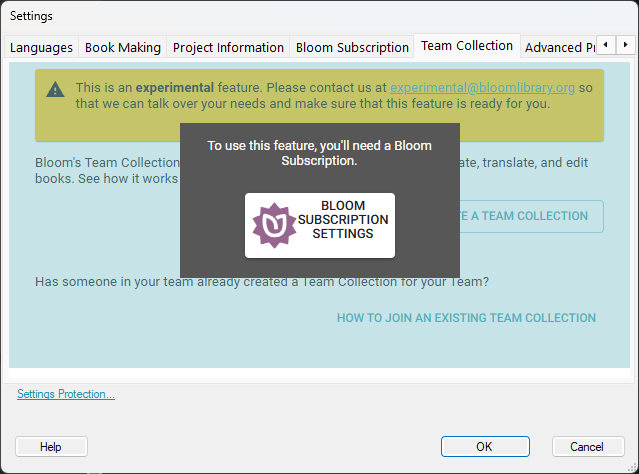 Settings
Languages Book Making Project Information Bloom Subscription Team Collection Advanced
This is an experimental feature. Please contact us at experimental@bloomlibrary.org so
that we can talk over your needs and make sure that this feature is ready for you.
To use this feature, you'll need a Bloom
Subscription.
Bloom's Team Collection ate, translate, and edit
books. See how it works
BLOOM
SUBSCRIPTION
SETTINGS
E A TEAM COLLECTION
Has someone in your team already created a Team Collection for your Team?
HOW TO JOIN AN EXISTING TEAM COLLECTION
Settings Protection...
Help OK Cancel